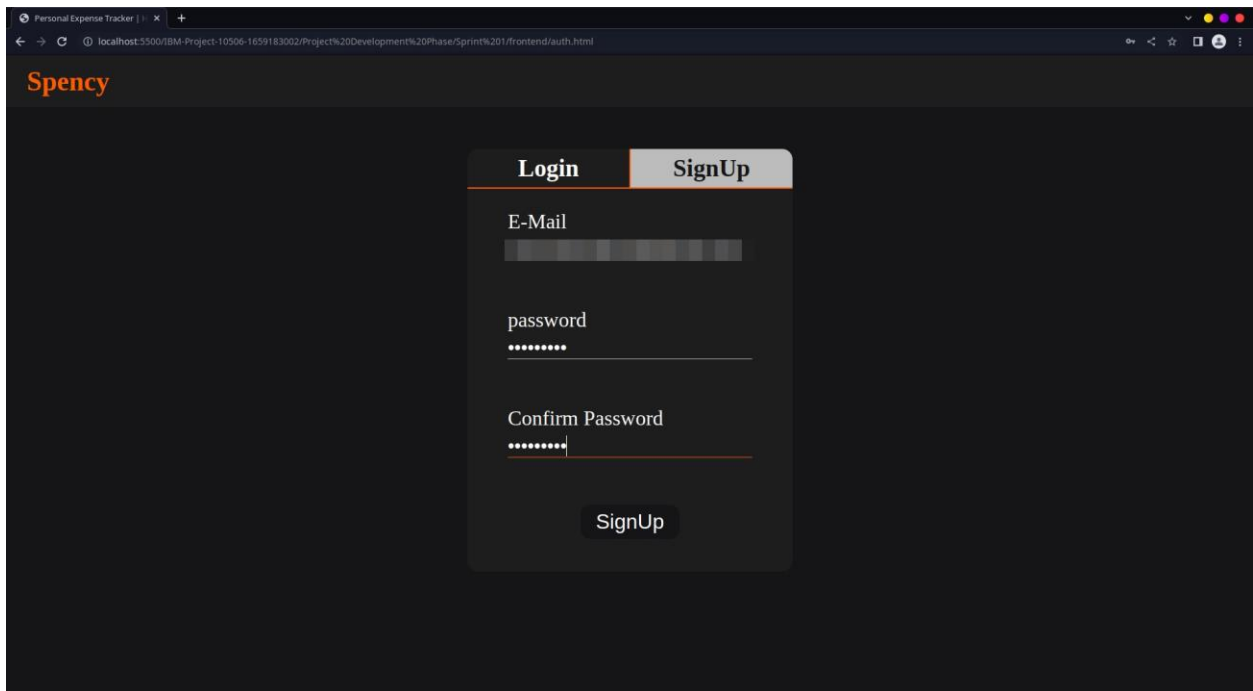 Personal Expense Tracker |
localhost:5500/IBM-Project-10506-1659183002/Project%20Development%20Phase/Sprint%201/frontend/auth.html
Spency
Login SignUp
E-Mail
password
•••••••••
Confirm Password
•••••••••
SignUp